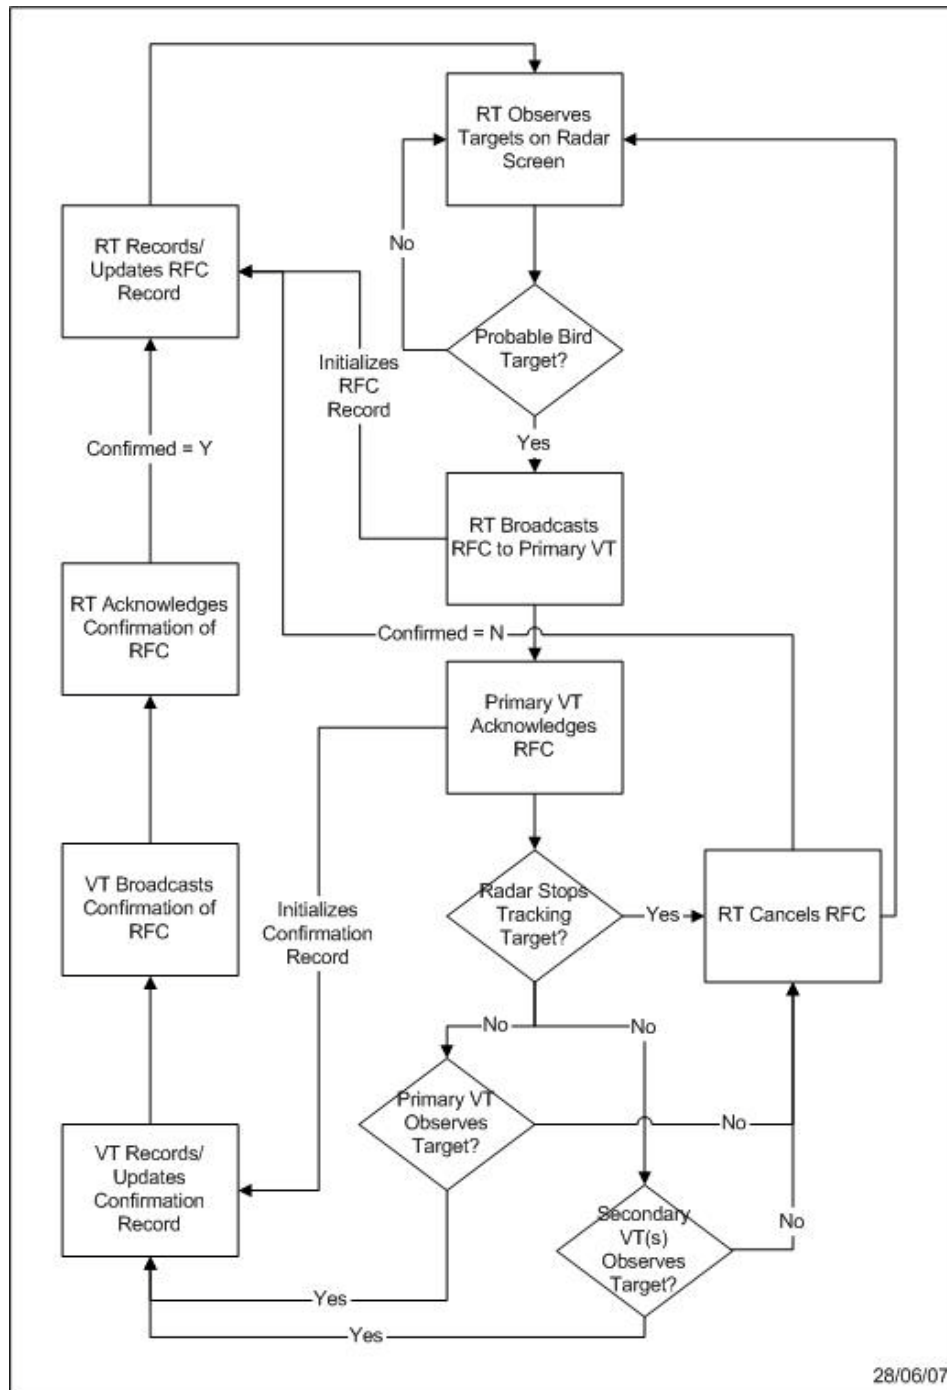 RT Observes
Targets on Radar
Screen
RT Records/
Updates RFC
Record
No
Probable Bird
Target?
Initializes
RFC
Record
Yes
Confirmed = Y
RT Broadcasts
RFC to Primary VT
RT Acknowledges
Confirmation of
RFC
Confirmed = N
Primary VT
Acknowledges
RFC
VT Broadcasts
Confirmation of
RFC
Initializes
Confirmation
Record
Radar Stops
Tracking
Target?
Yes
RT Cancels RFC
No
No
Primary VT
Observes
Target?
No
VT Records/
Updates
Confirmation
Record
Secondary
VT(s)
Observes
Target?
No
Yes
Yes
28/06/07